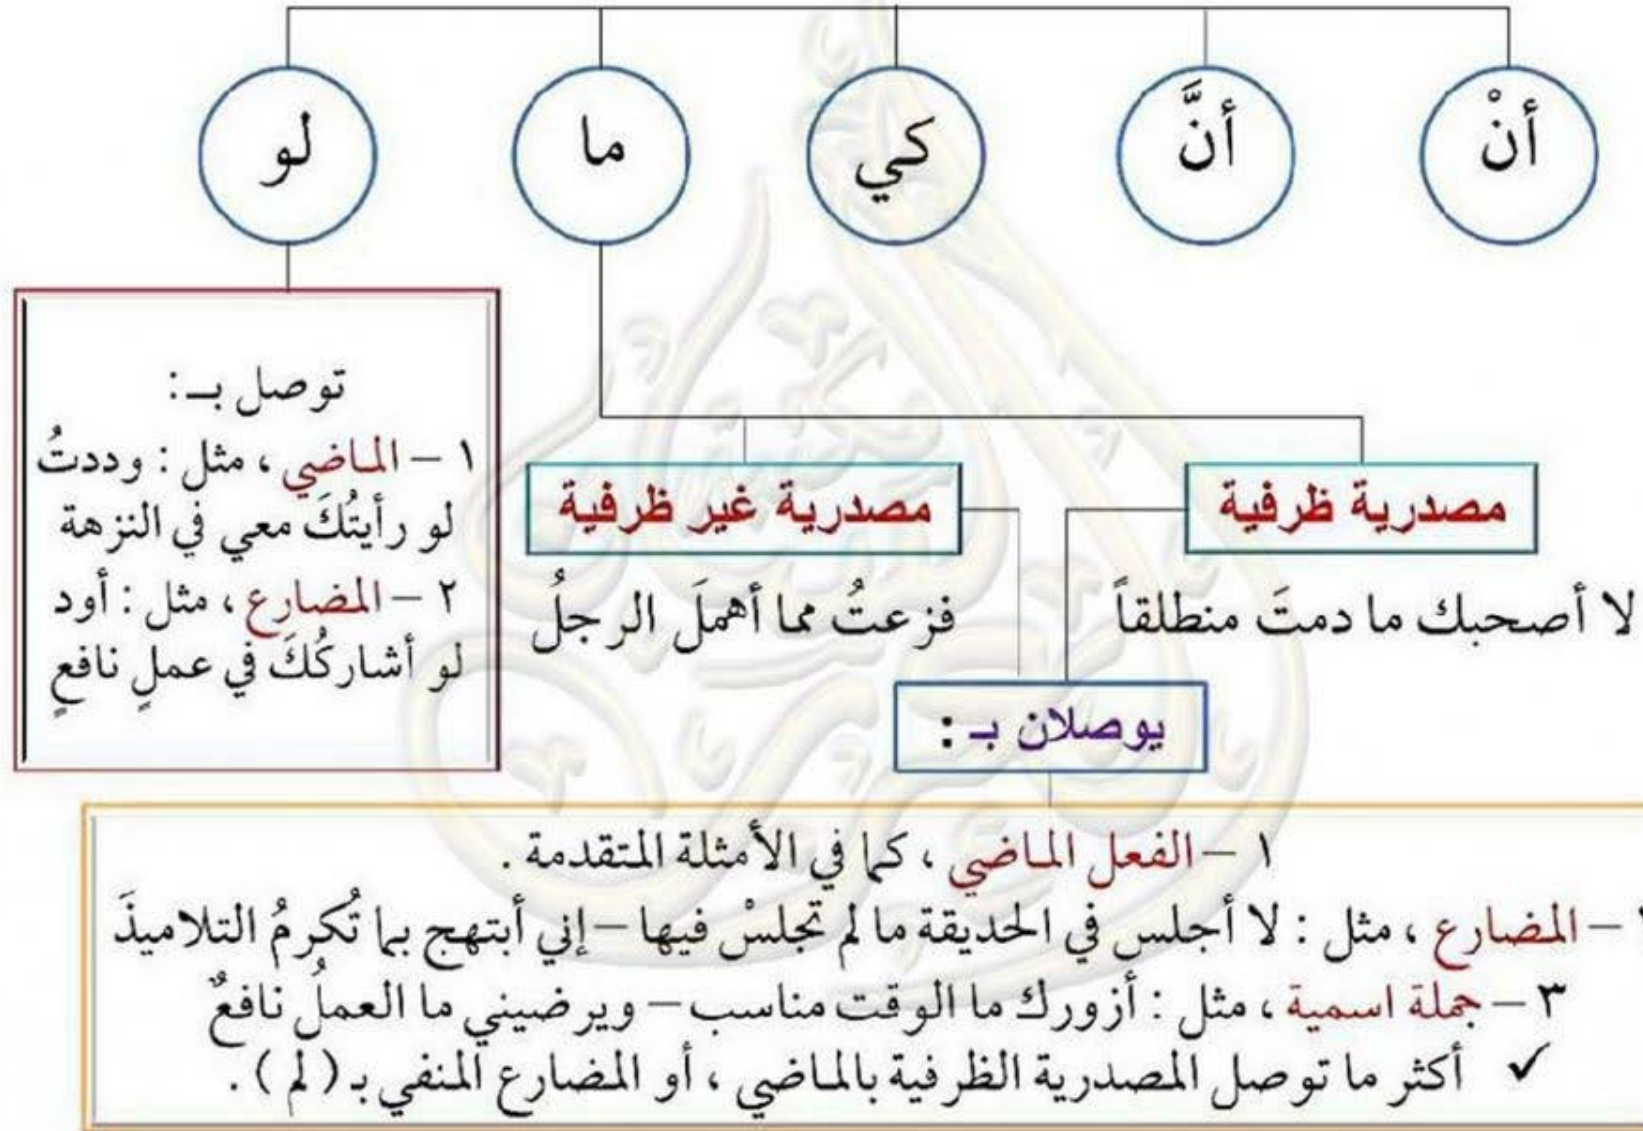 أنْ
أنَّ
كي
ما
لو
توصل بـ:
١ – الماضي ، مثل : وددتُ
لو رأيتُكَ معي في النزهة
٢ – المضارع ، مثل : أود
لو أشاركُكَ في عملٍ نافعٍ
مصدرية ظرفية
مصدرية غير ظرفية
لا أصحبك ما دمتَ منطلقاً
فزعتُ مما أهملَ الرجلُ
يوصلان بـ :
١ – الفعل الماضي ، كما في الأمثلة المتقدمة .
– المضارع ، مثل : لا أجلس في الحديقة ما لم تجلسْ فيها – إني أبتهج بما تُكرمُ التلاميذَ
٣ – جملة اسمية ، مثل : أزورك ما الوقت مناسب – ويرضيني ما العملُ نافعٌ
✓ أكثر ما توصل المصدرية الظرفية بالماضي ، أو المضارع المنفي بـ ( لم ) .